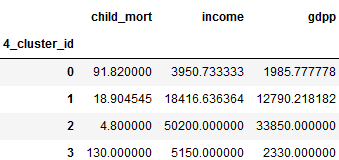 child_mort income gdpp
4_cluster_id
0 91.820000 3950.733333 1985.777778
1 18.904545 18416.636364 12790.218182
2 4.800000 50200.000000 33850.000000
3 130.000000 5150.000000 2330.000000